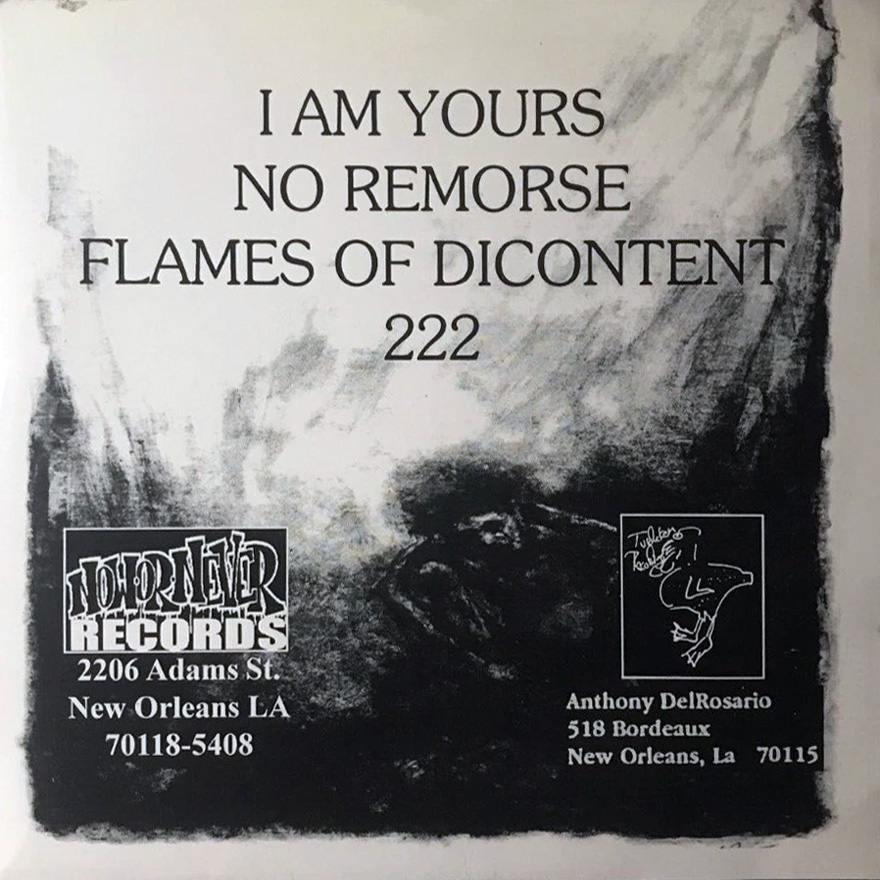 I AM YOURS
NO REMORSE
FLAMES OF DICONTENT
222
NOW OR NEVER
RECORDS
2206 Adams St.
New Orleans LA
70118-5408
Anthony DelRosario
518 Bordeaux
New Orleans, La 70115